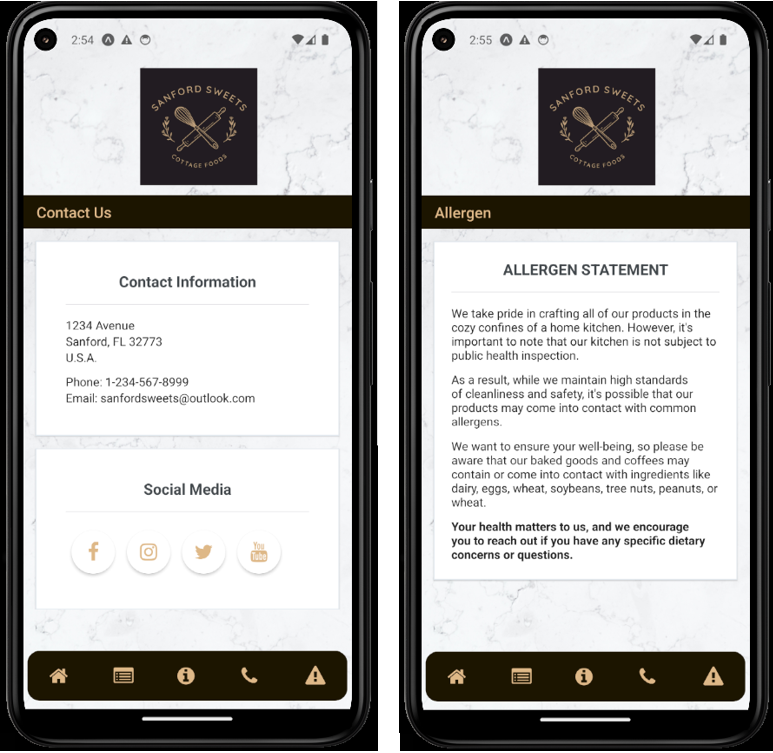 2:54
SANFORD SWEETS
COTTAGE FOODS
Contact Us
Contact Information
1234 Avenue
Sanford, FL 32773
U.S.A.
Phone: 1-234-567-8999
Email: sanfordsweets@outlook.com
Social Media
You
Tube
2:55
SANFORD SWEETS
COTTAGE FOODS
Allergen
ALLERGEN STATEMENT
We take pride in crafting all of our products in the
cozy confines of a home kitchen. However, it's
important to note that our kitchen is not subject to
public health inspection.
As a result, while we maintain high standards
of cleanliness and safety, it's possible that our
products may come into contact with common
allergens.
We want to ensure your well-being, so please be
aware that our baked goods and coffees may
contain or come into contact with ingredients like
dairy, eggs, wheat, soybeans, tree nuts, peanuts, or
wheat.
Your health matters to us, and we encourage
you to reach out if you have any specific dietary
concerns or questions.